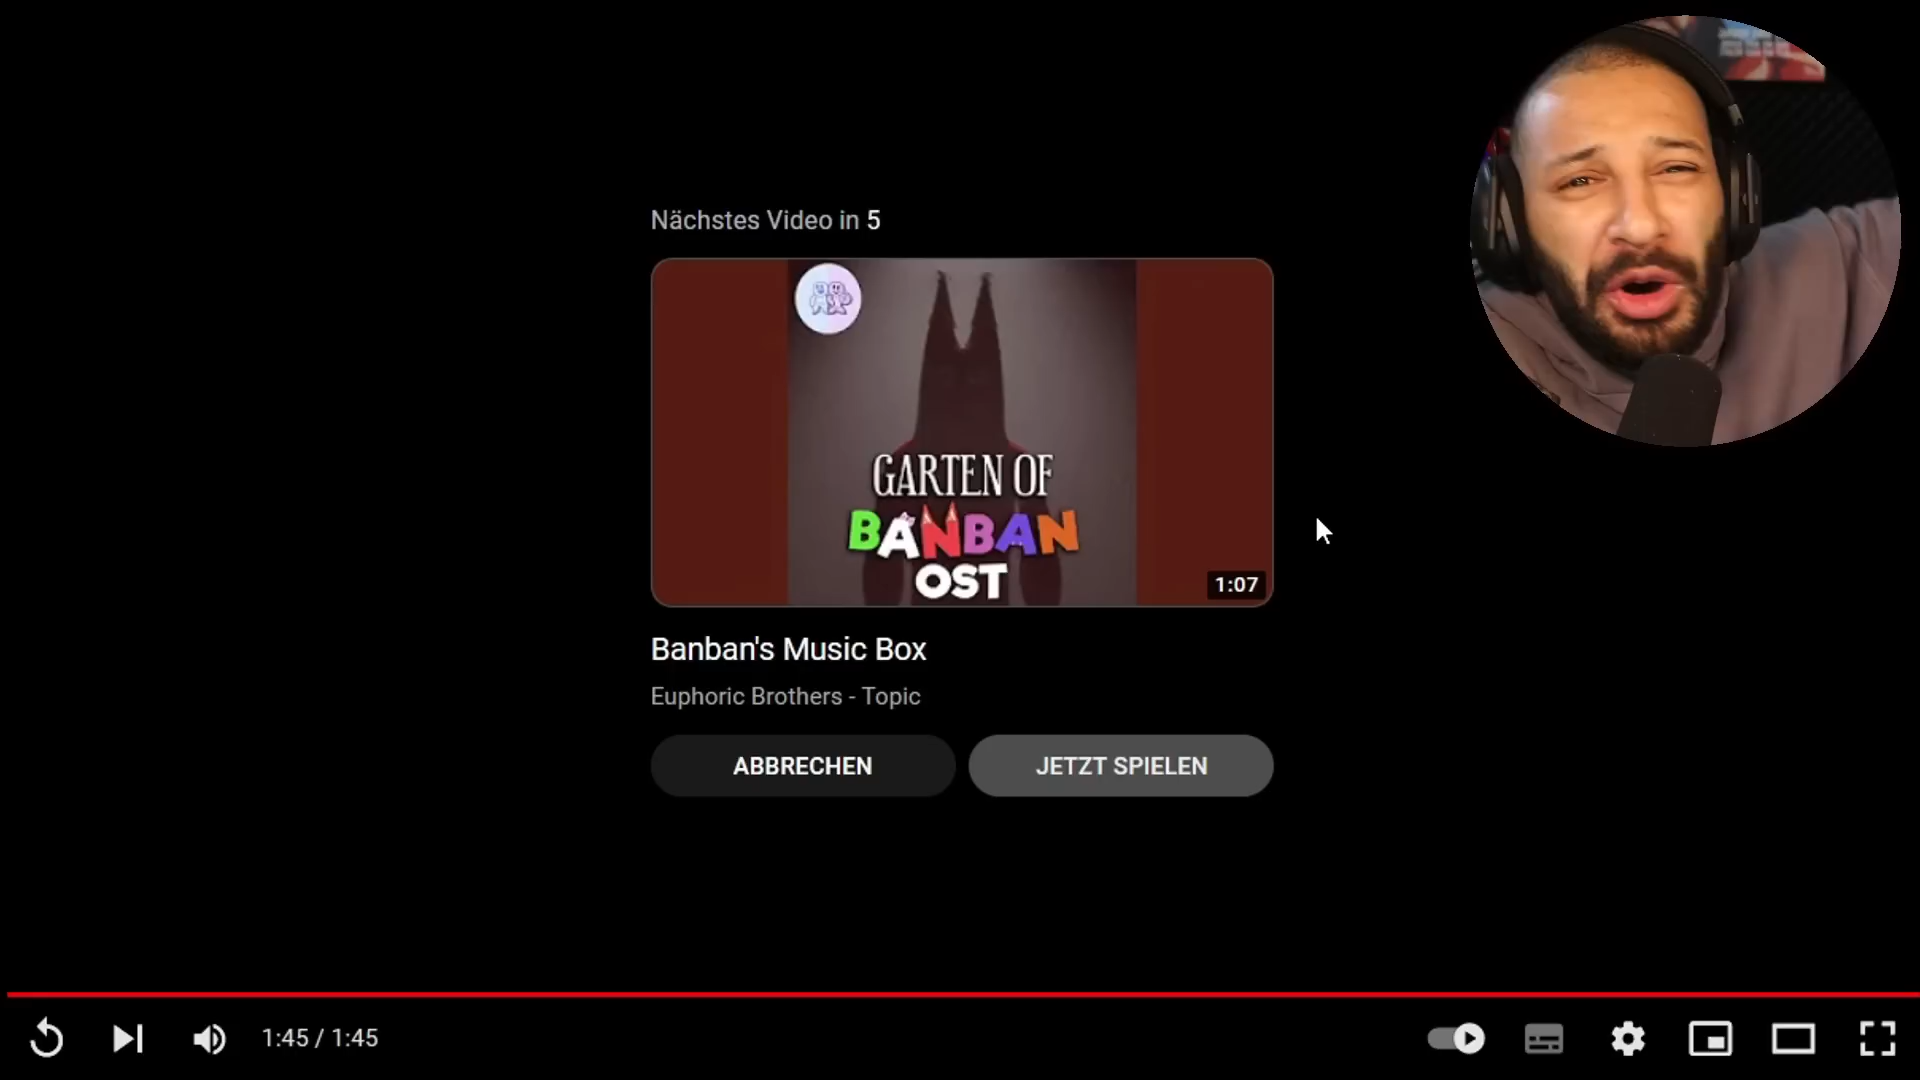 Nächstes Video in 5
GARTEN OF
BANBAN
OST
1:07
Banban's Music Box
Euphoric Brothers - Topic
ABBRECHEN
JETZT SPIELEN
1:45 / 1:45